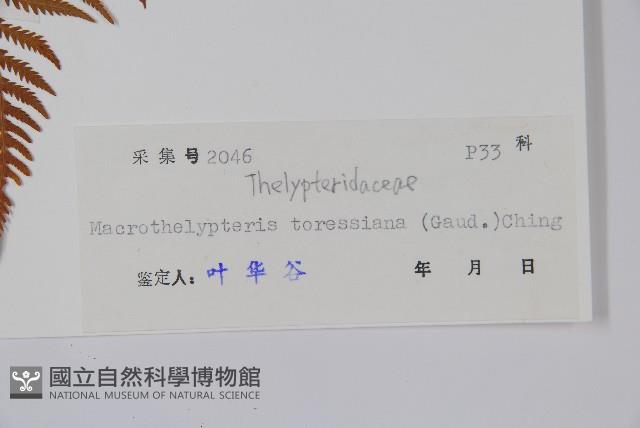 采集号 2046 P33 科
Thelypteridaceae
Macrothelypteris toressiana (Gaud.)Ching
鉴定人: 叶华谷 年 月 日
國立自然科學博物館
NATIONAL MUSEUM OF NATURAL SCIENCE